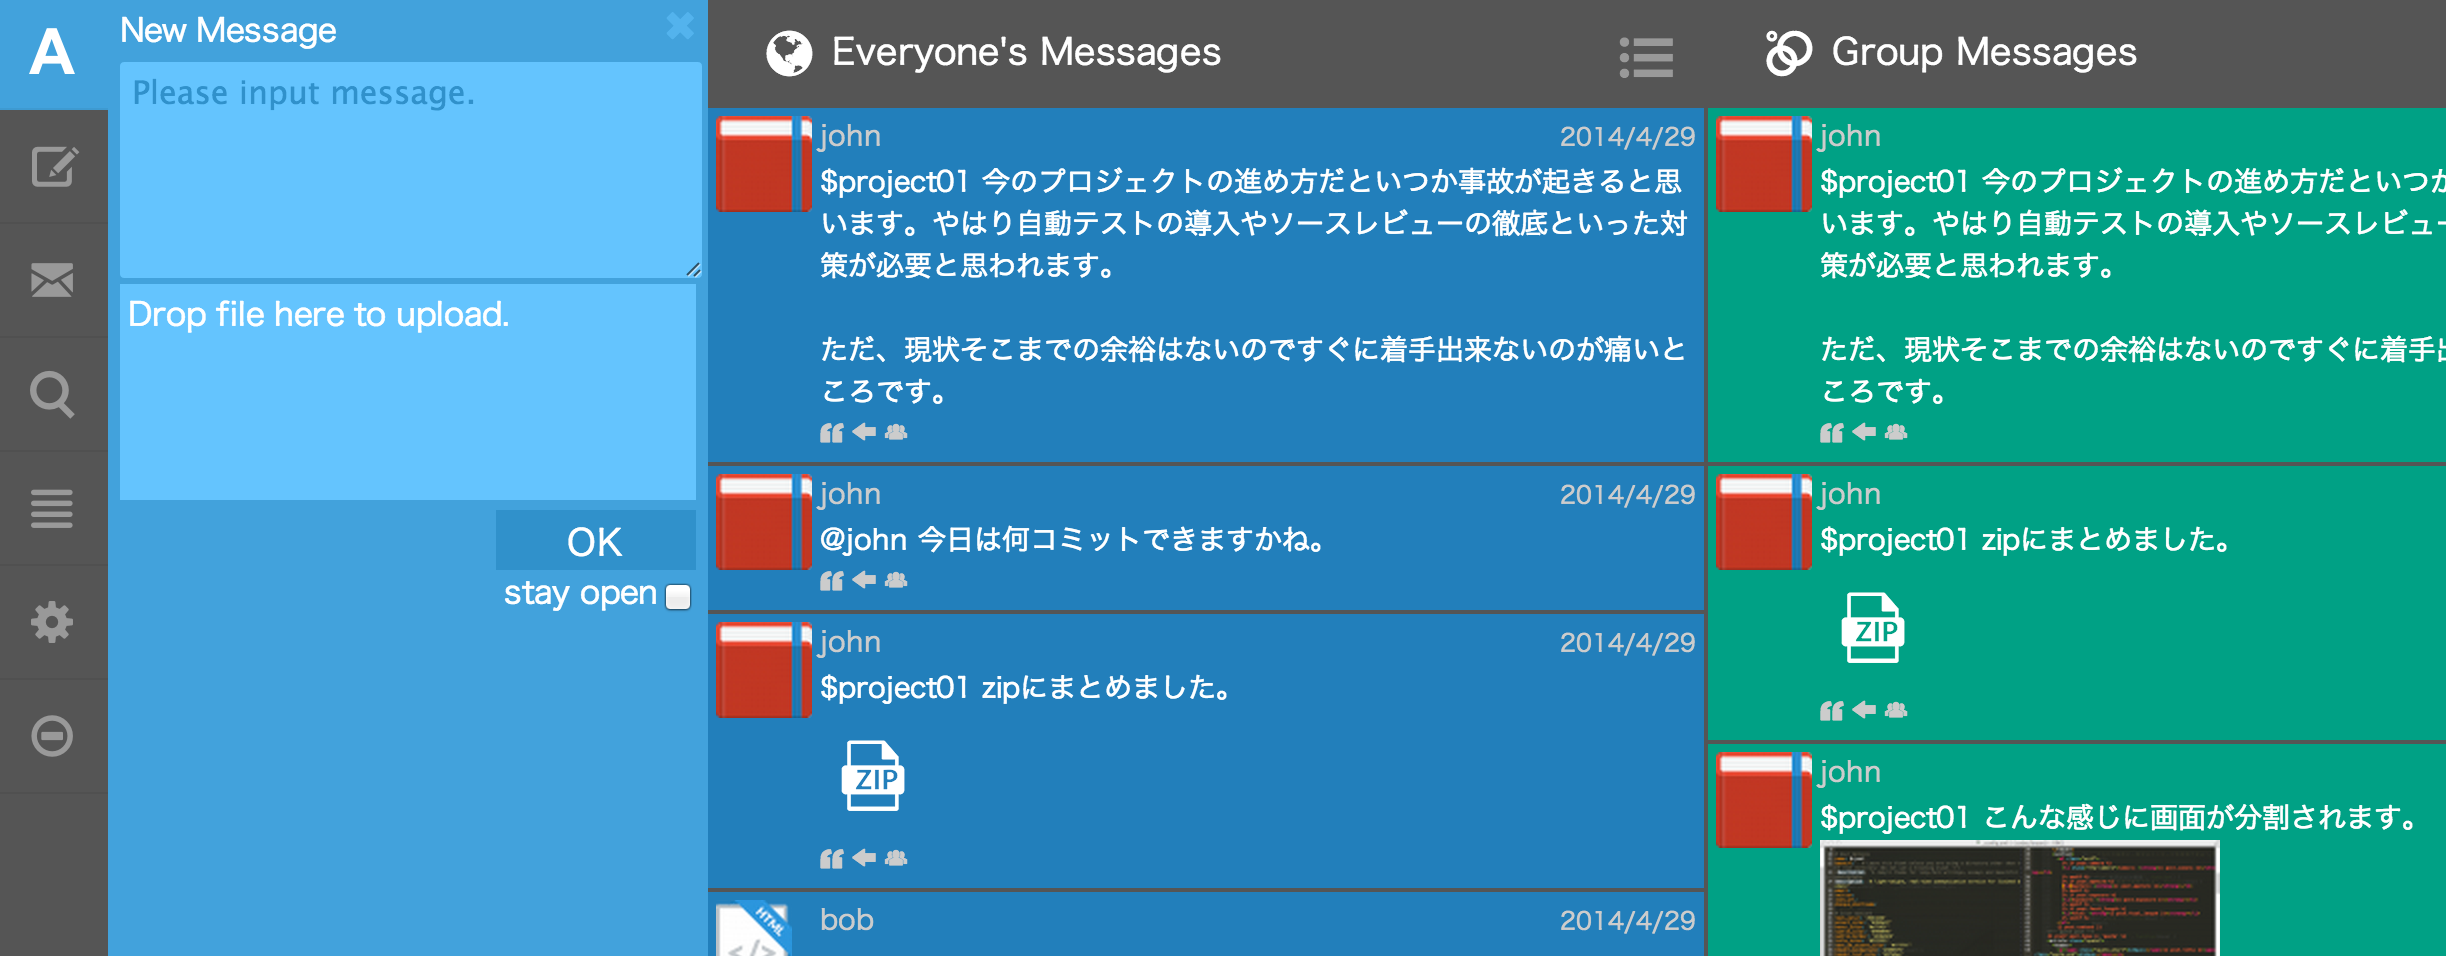 A
New Message
Please input message.
Drop file here to upload.
OK
stay open
Everyone's Messages
john 2014/4/29
$project01 今のプロジェクトの進め方だといつか事故が起きると思
います。やはり自動テストの導入やソースレビューの徹底といった対
策が必要と思われます。
ただ、現状そこまでの余裕はないのですぐに着手出来ないのが痛いと
ころです。
john 2014/4/29
@john 今日は何コミットできますかね。
john 2014/4/29
$project01 zipにまとめました。
ZIP
HTML
bob 2014/4/29
Group Messages
john
$project01 今のプロジェクトの進め方だといつか
います。やはり自動テストの導入やソースレビュー
策が必要と思われます。
ただ、現状そこまでの余裕はないのですぐに着手出
ころです。
john
$project01 zipにまとめました。
ZIP
john
$project01 こんな感じに画面が分割されます。